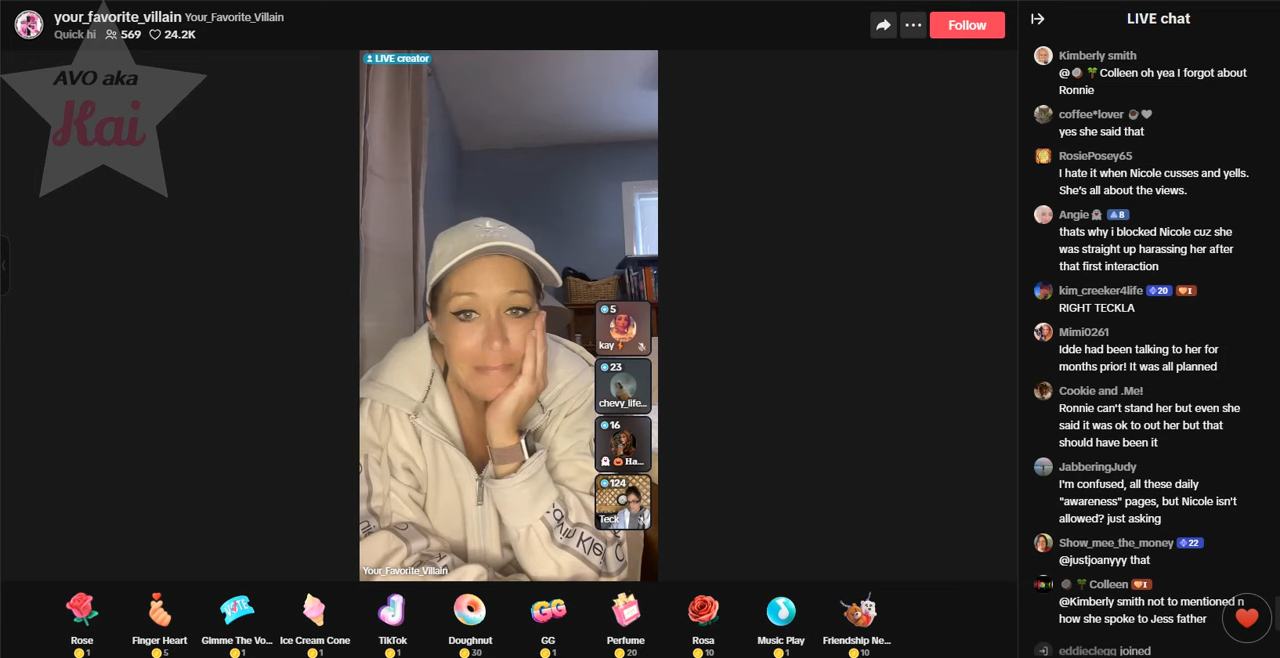 your_favorite_villain Your_Favorite_Villain
Quick hi 569 24.2K
Follow
AVO aka
Kai
LIVE creator
5
kay
23
chevy_life...
16
Ha...
124
Teck
Your_Favorite_Villain
Rose
1
Finger Heart
5
Gimme The Vo...
1
Ice Cream Cone
1
TikTok
1
Doughnut
30
GG
1
Perfume
20
Rosa
10
Music Play
1
Friendship Ne...
10
LIVE chat
Kimberly smith
@ Colleen oh yea I forgot about
Ronnie
coffee*lover
yes she said that
RosiePosey65
I hate it when Nicole cusses and yells.
She's all about the views.
Angie 8
thats why i blocked Nicole cuz she
was straight up harassing her after
that first interaction
kim_creeker4life 20 I
RIGHT TECKLA
Mimi0261
Idde had been talking to her for
months prior! It was all planned
Cookie and .Me!
Ronnie can't stand her but even she
said it was ok to out her but that
should have been it
JabberingJudy
I'm confused, all these daily
"awareness" pages, but Nicole isn't
allowed? just asking
Show_mee_the_money 22
@justjoanyyy that
Colleen I
@Kimberly smith not to mentioned n
how she spoke to Jess father
eddieclegg joined